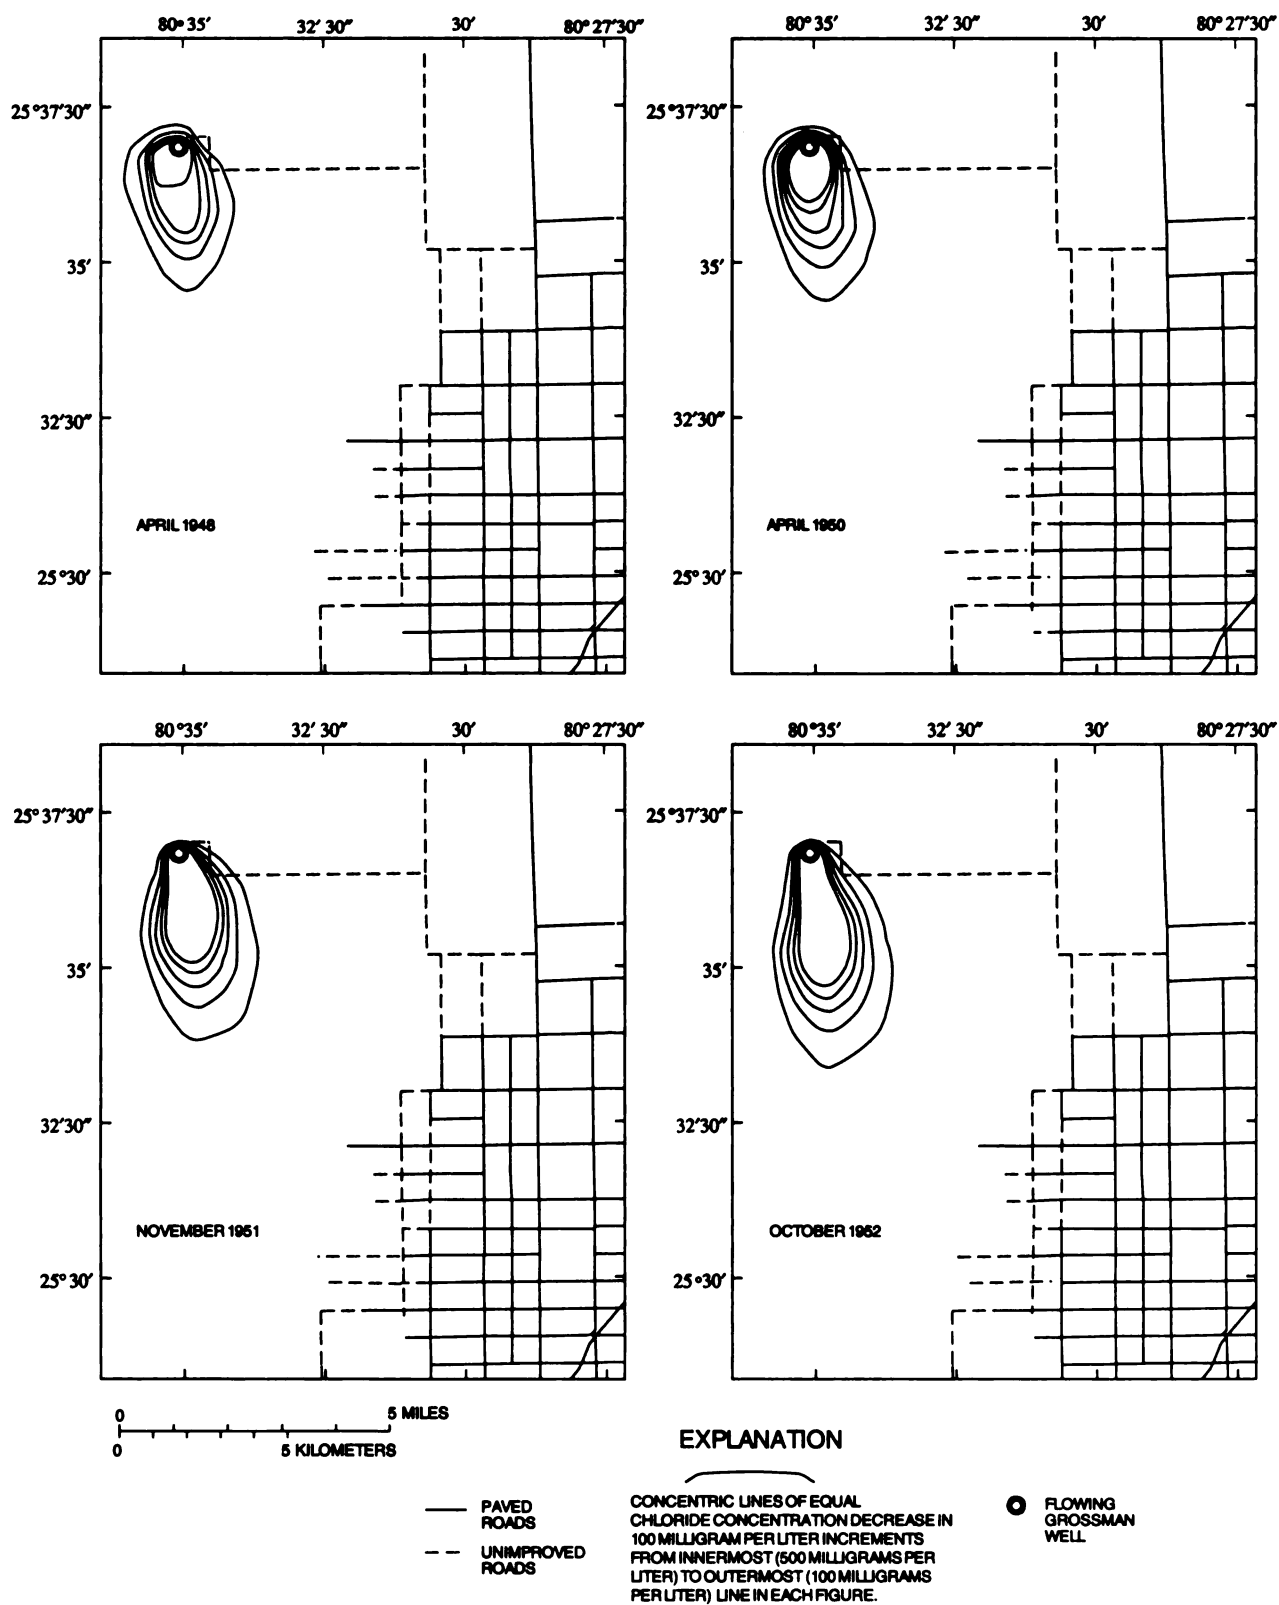 80° 35′ 32′ 30″ 30′ 80° 27′30″
80° 35′ 32′ 30″ 30′ 80° 27′30″
25°37′30″
35′
32′30″
25° 30′
APRIL 1948
25°37′30″
35′
32′30″
25° 30′
APRIL 1950
80°35′ 32′ 30″ 30′ 80° 27′30″
80°35′ 32′ 30″ 30′ 80° 27′30″
25°37′30″
35′
32′30″
25° 30′
NOVEMBER 1951
25°37′30″
35′
32′30″
25° 30′
OCTOBER 1952
0 5 MILES
0 5 KILOMETERS
EXPLANATION
PAVED
ROADS
UNIMPROVED
ROADS
CONCENTRIC LINES OF EQUAL
CHLORIDE CONCENTRATION DECREASE IN
100 MILLIGRAM PER LITER INCREMENTS
FROM INNERMOST (500 MILLIGRAMS PER
LITER) TO OUTERMOST (100 MILLIGRAMS
PER LITER) LINE IN EACH FIGURE.
FLOWING
GROSSMAN
WELL